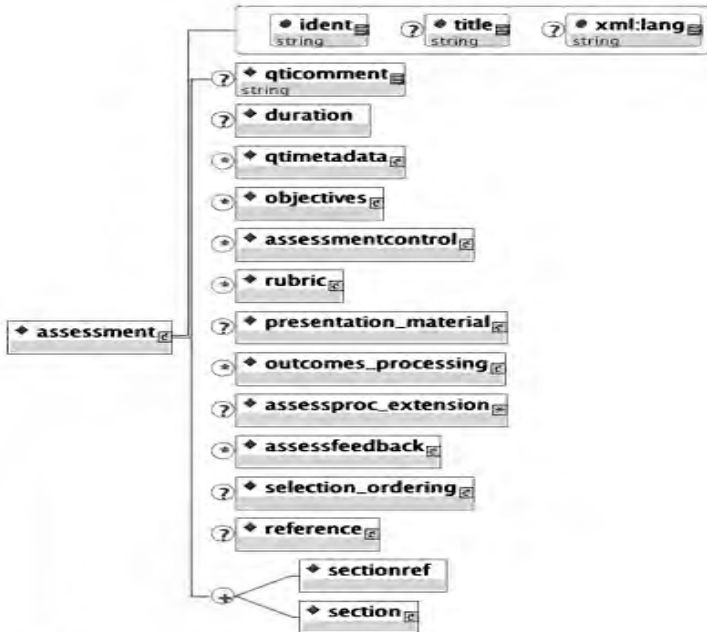 ident
string
? title
string
? xml:lang
string
? qticomment
string
? duration
* qtimetadata
* objectives
* assessmentcontrol
* rubric
assessment
? presentation_material
* outcomes_processing
? assessproc_extension
* assessfeedback
? selection_ordering
? reference
sectionref
+
section